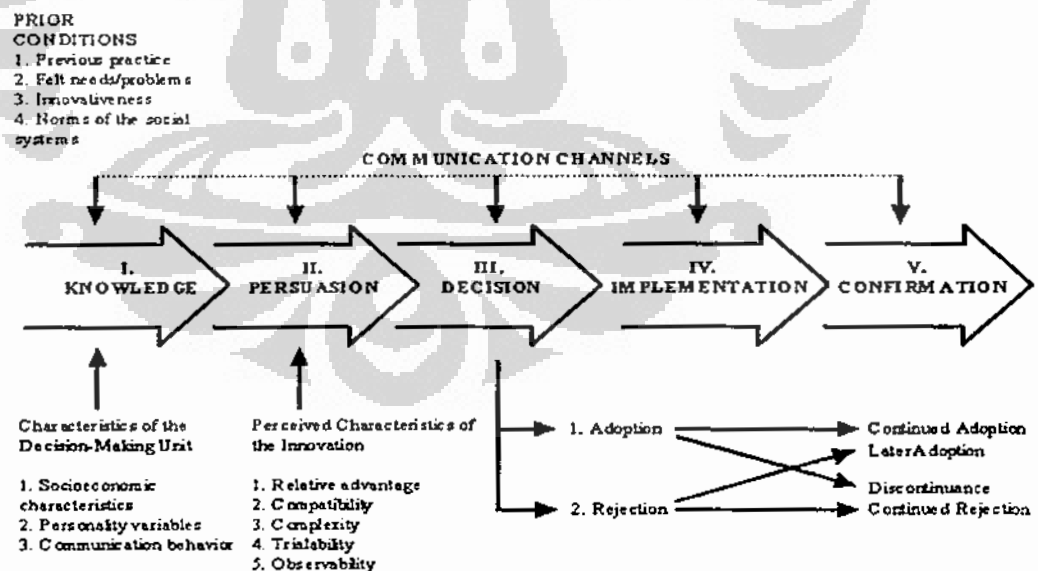 PRIOR
CONDITIONS
1. Previous practice
2. Felt needs/problems
3. Innovativeness
4. Norms of the social
systems
COMMUNICATION CHANNELS
I.
KNOWLEDGE
II.
PERSUASION
III.
DECISION
IV.
IMPLEMENTATION
V.
CONFIRMATION
Characteristics of the
Decision-Making Unit
1. Socioeconomic
characteristics
2. Personality variables
3. Communication behavior
Perceived Characteristics of
the Innovation
1. Relative advantage
2. Compatibility
3. Complexity
4. Trialability
5. Observability
1. Adoption
2. Rejection
Continued Adoption
Later Adoption
Discontinuance
Continued Rejection